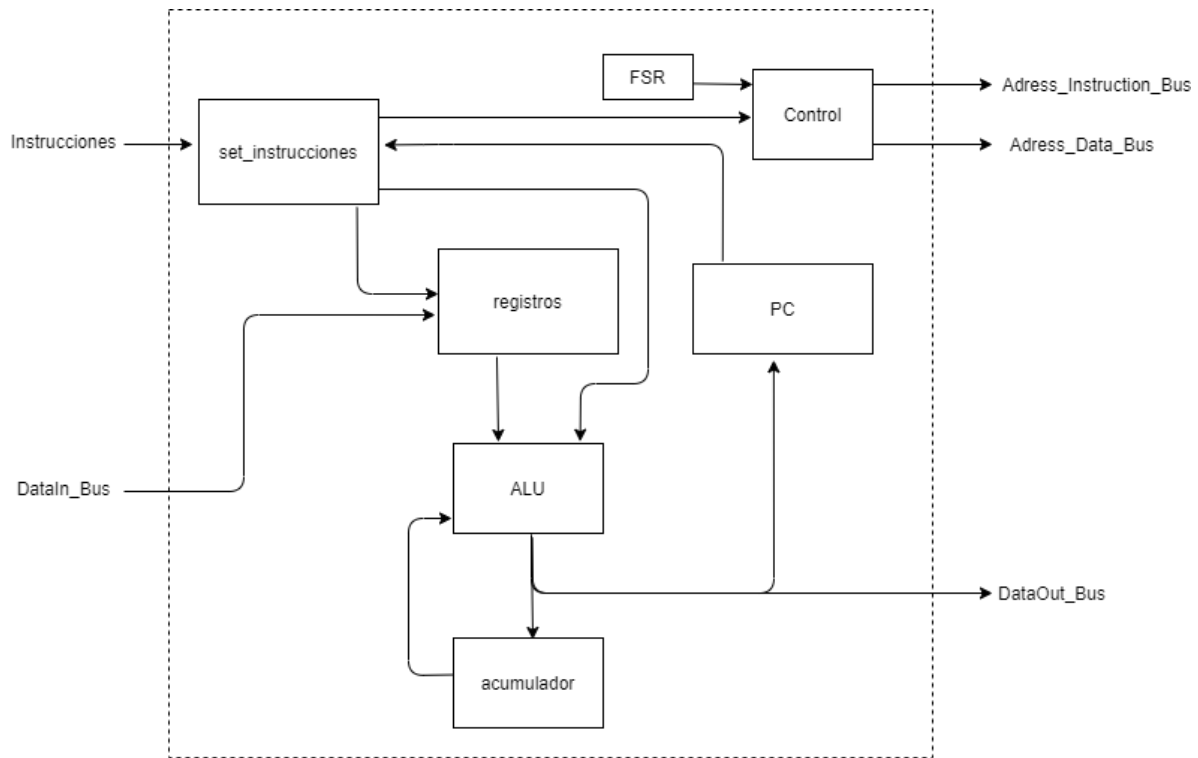 FSR
Control
Adress_Instruction_Bus
Instrucciones
set_instrucciones
Adress_Data_Bus
registros
PC
DataIn_Bus
ALU
DataOut_Bus
acumulador